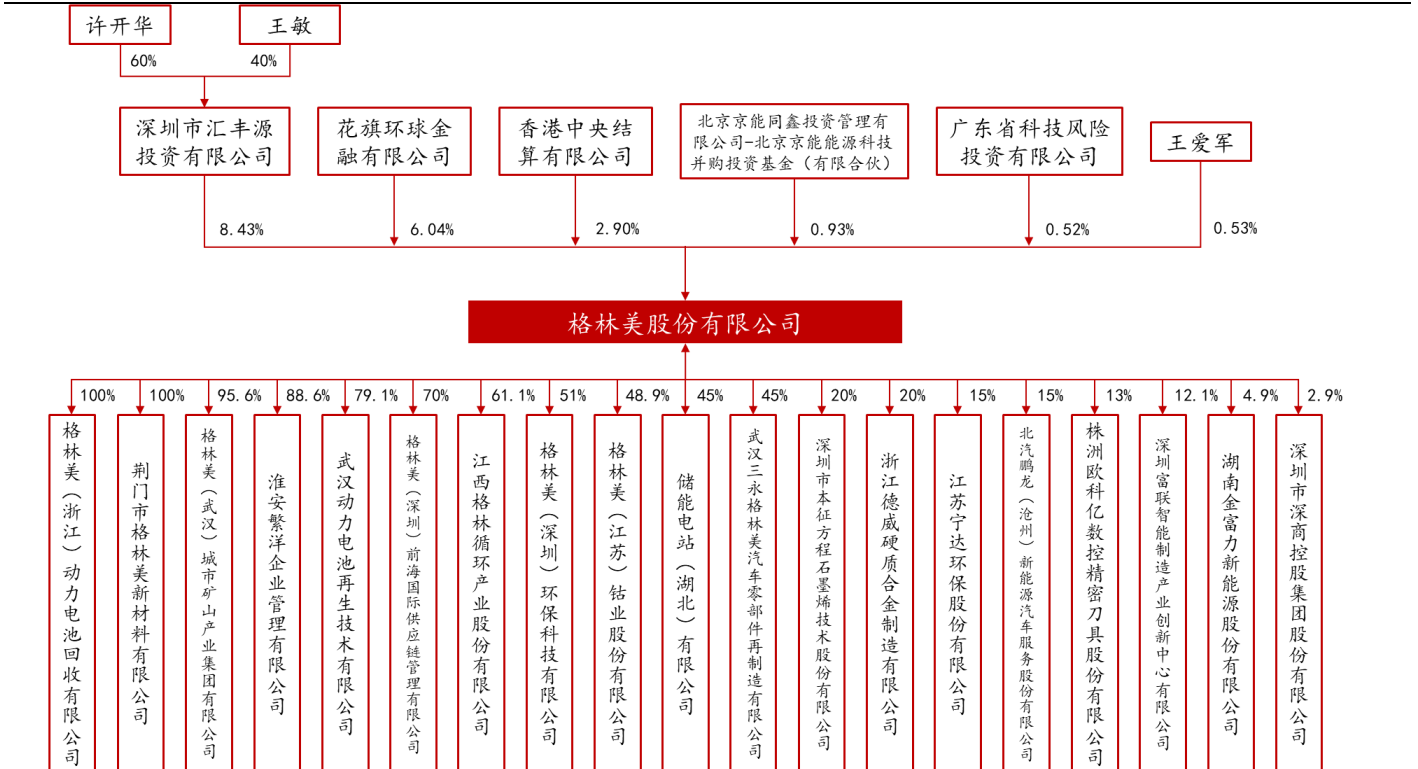 许开华
王敏
60%
40%
深圳市汇丰源
投资有限公司
花旗环球金
融有限公司
香港中央结
算有限公司
北京京能同鑫投资管理有
限公司-北京京能能源科技
并购投资基金（有限合伙）
广东省科技风险
投资有限公司
王爱军
8.43%
6.04%
2.90%
0.93%
0.52%
0.53%
格林美股份有限公司
100%
100%
95.6%
88.6%
79.1%
70%
61.1%
51%
48.9%
45%
45%
20%
20%
15%
15%
13%
12.1%
4.9%
2.9%
格林美（浙江）动力电池回收有限公司
荆门市格林美新材料有限公司
格林美（武汉）城市矿山产业集团有限公司
淮安繁洋企业管理有限公司
武汉动力电池再生技术有限公司
格林美（深圳）前海国际供应链管理有限公司
江西格林循环产业股份有限公司
格林美（深圳）环保科技有限公司
格林美（江苏）钴业股份有限公司
储能电站（湖北）有限公司
武汉三永格林美汽车零部件再制造有限公司
深圳市本征方程石墨烯技术股份有限公司
浙江德威硬质合金制造有限公司
江苏宁达环保股份有限公司
北汽鹏龙（沧州）新能源汽车服务股份有限公司
株洲欧科亿数控精密刀具股份有限公司
深圳富联智能制造产业创新中心有限公司
湖南金富力新能源股份有限公司
深圳市深商控股集团股份有限公司